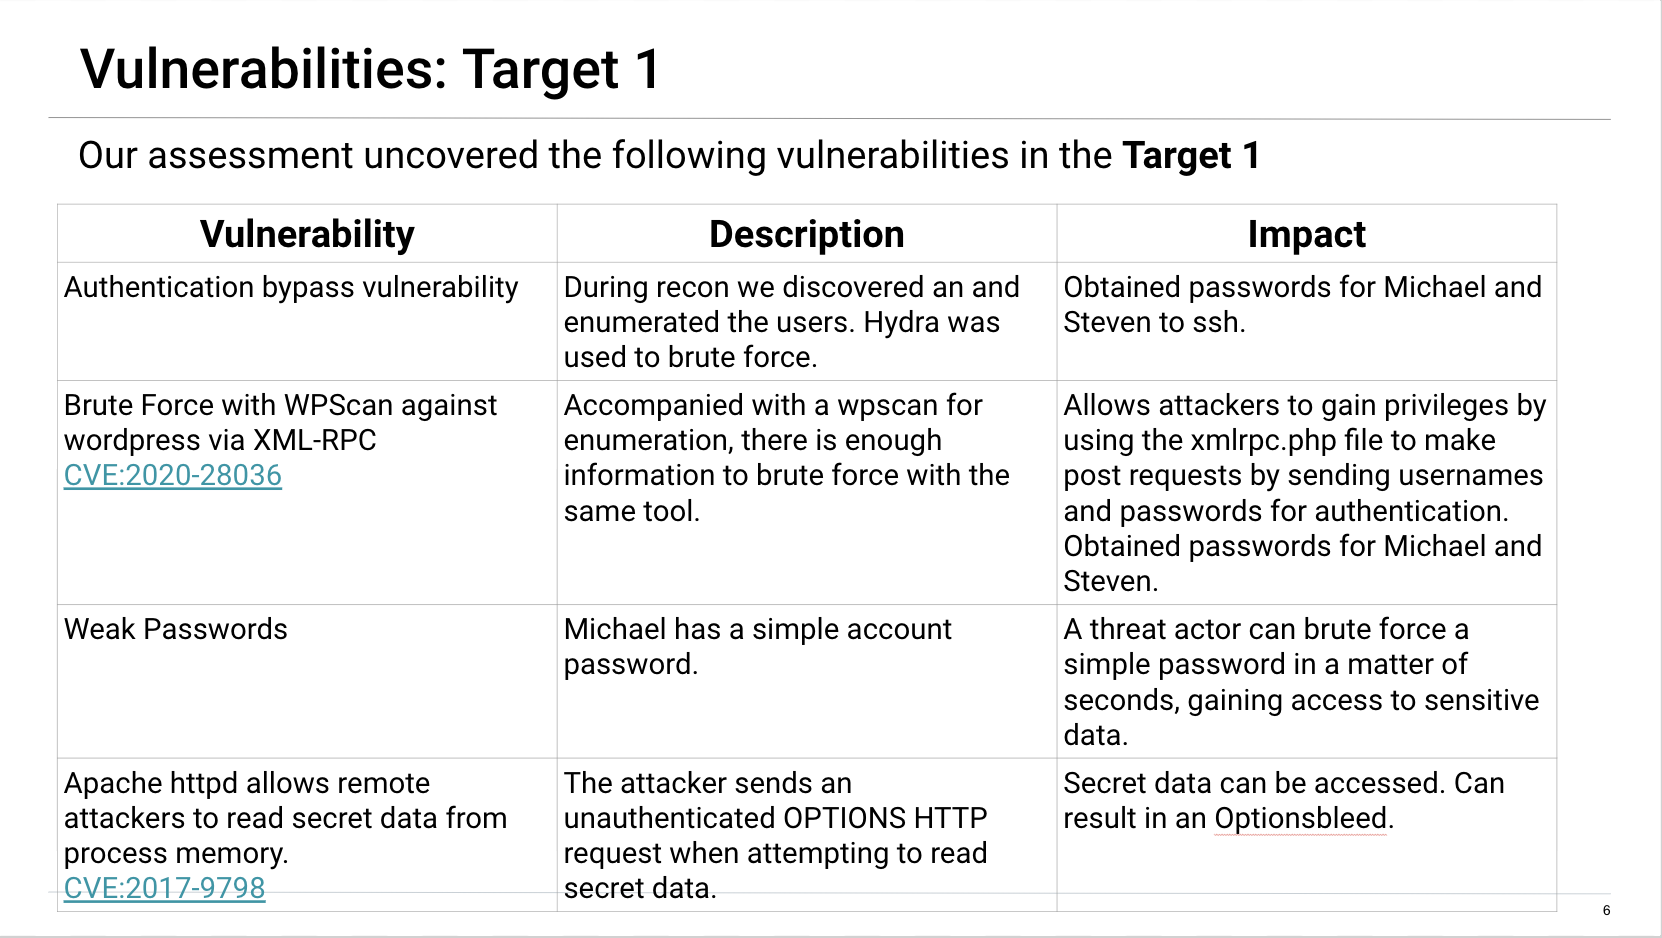 Vulnerabilities: Target 1
Our assessment uncovered the following vulnerabilities in the Target 1
Vulnerability
Description
Impact
Authentication bypass vulnerability
During recon we discovered an and
enumerated the users. Hydra was
used to brute force.
Obtained passwords for Michael and
Steven to ssh.
Brute Force with WPScan against
wordpress via XML-RPC
CVE:2020-28036
Accompanied with a wpscan for
enumeration, there is enough
information to brute force with the
same tool.
Allows attackers to gain privileges by
using the xmlrpc.php file to make
post requests by sending usernames
and passwords for authentication.
Obtained passwords for Michael and
Steven.
Weak Passwords
Michael has a simple account
password.
A threat actor can brute force a
simple password in a matter of
seconds, gaining access to sensitive
data.
Apache httpd allows remote
attackers to read secret data from
process memory.
CVE:2017-9798
The attacker sends an
unauthenticated OPTIONS HTTP
request when attempting to read
secret data.
Secret data can be accessed. Can
result in an Optionsbleed.
6